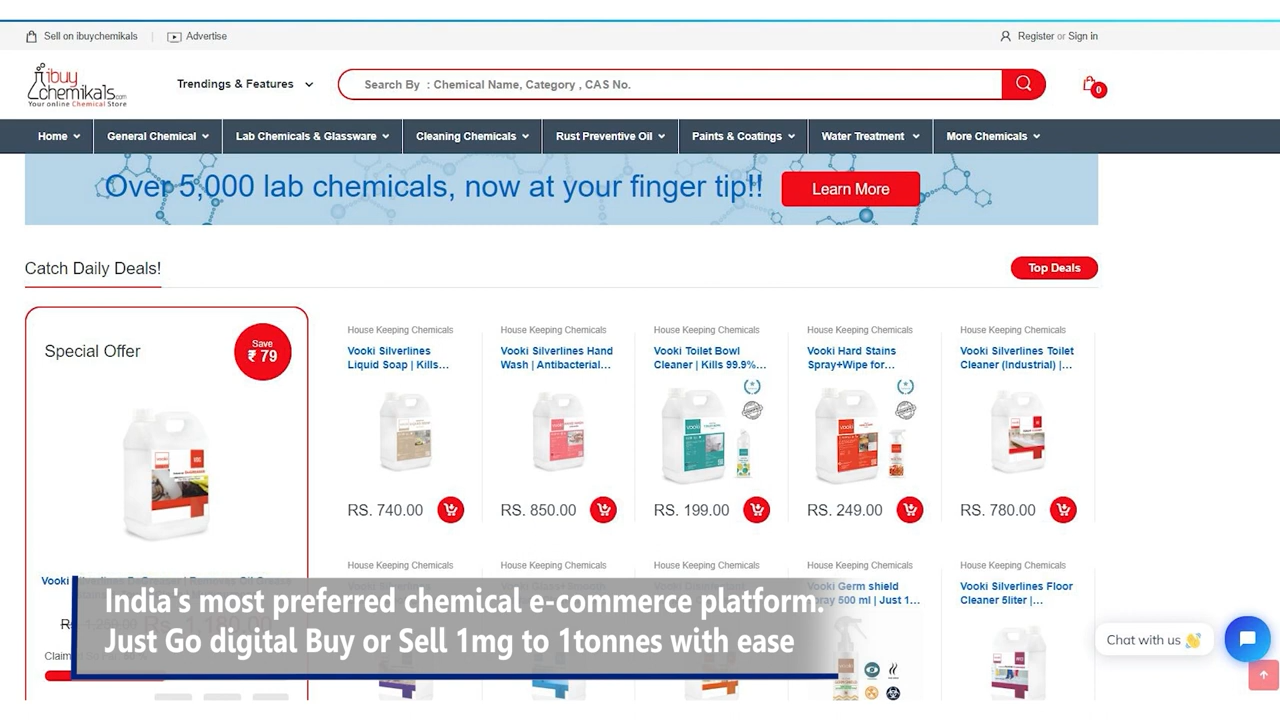 Sell on ibuychemikals
Advertise
Register or Sign in
ibuy
chemikals.com
Your online Chemical Store
Trendings & Features
Search By : Chemical Name, Category , CAS No.
0
Home
General Chemical
Lab Chemicals & Glassware
Cleaning Chemicals
Rust Preventive Oil
Paints & Coatings
Water Treatment
More Chemicals
Over 5,000 lab chemicals, now at your finger tip!!
Learn More
Catch Daily Deals!
Top Deals
Special Offer
Save
₹ 79
House Keeping Chemicals
Vooki Silverlines
Liquid Soap | Kills...
RS. 740.00
House Keeping Chemicals
Vooki Silverlines Hand
Wash | Antibacterial...
RS. 850.00
House Keeping Chemicals
Vooki Toilet Bowl
Cleaner | Kills 99.9%...
RS. 199.00
House Keeping Chemicals
Vooki Hard Stains
Spray+Wipe for...
RS. 249.00
House Keeping Chemicals
Vooki Silverlines Toilet
Cleaner (Industrial) |...
RS. 780.00
House Keeping Chemicals
House Keeping Chemicals
House Keeping Chemicals
House Keeping Chemicals
Vooki Germ shield
Spray 500 ml | Just 1...
House Keeping Chemicals
Vooki Silverlines Floor
Cleaner 5liter |...
Vooki
India's most preferred chemical e-commerce platform.
Just Go digital Buy or Sell 1mg to 1tonnes with ease
Chat with us 👋